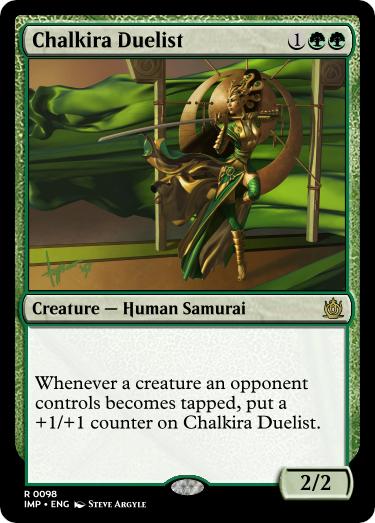 Chalkira Duelist 1
Creature — Human Samurai
Whenever a creature an opponent
controls becomes tapped, put a
+1/+1 counter on Chalkira Duelist.
2/2
R 0098
IMP • ENG Steve Argyle